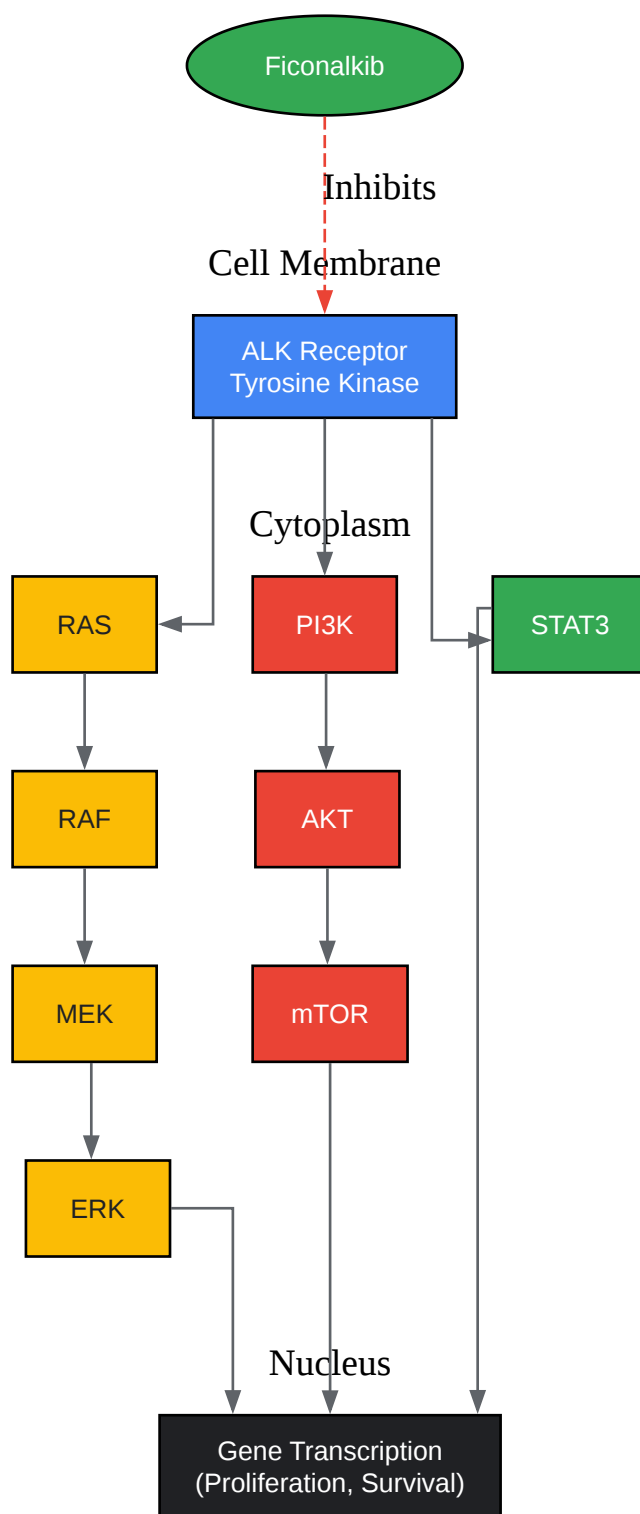 Ficonalkib
Inhibits
Cell Membrane
ALK Receptor
Tyrosine Kinase
Cytoplasm
RAS
PI3K
STAT3
RAF
AKT
MEK
mTOR
ERK
Nucleus
Gene Transcription
(Proliferation, Survival)